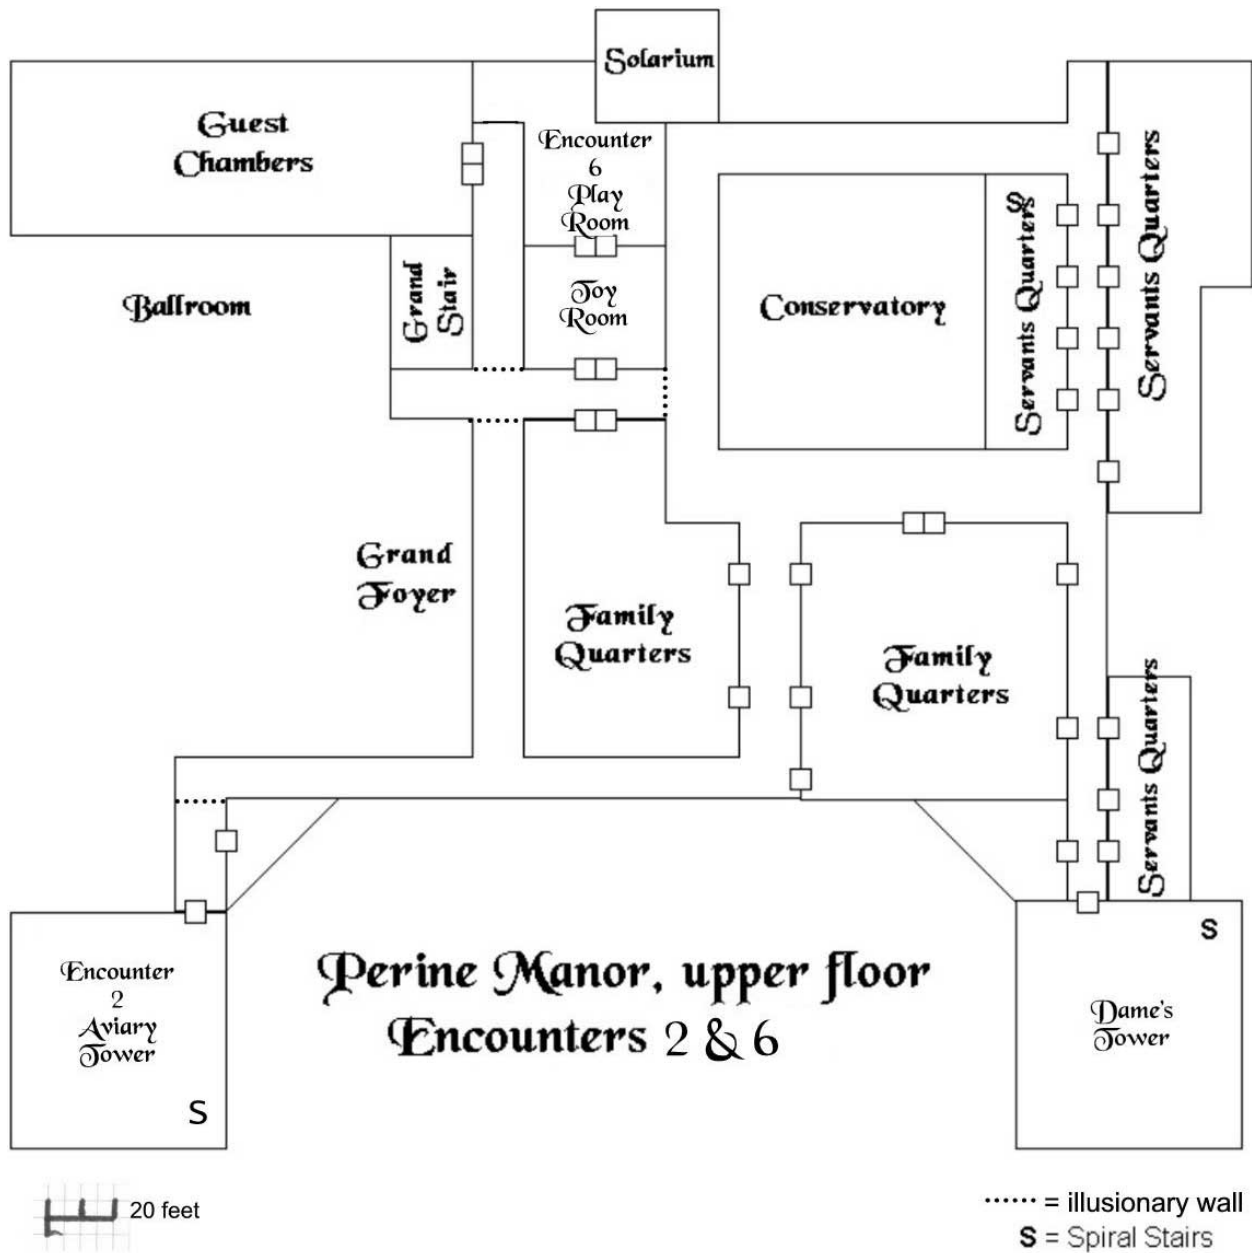 Solarium
Guest
Chambers
Encounter
6
Play
Room
Servants Quarters
S
Servants Quarters
Ballroom
Grand
Stair
Toy
Room
Conservatory
Grand
Foyer
Family
Quarters
Family
Quarters
Servants Quarters
Perine Manor, upper floor
Encounters 2 & 6
Encounter
2
Aviary
Tower
S
S
Dame's
Tower
20 feet
= illusionary wall
S = Spiral Stairs